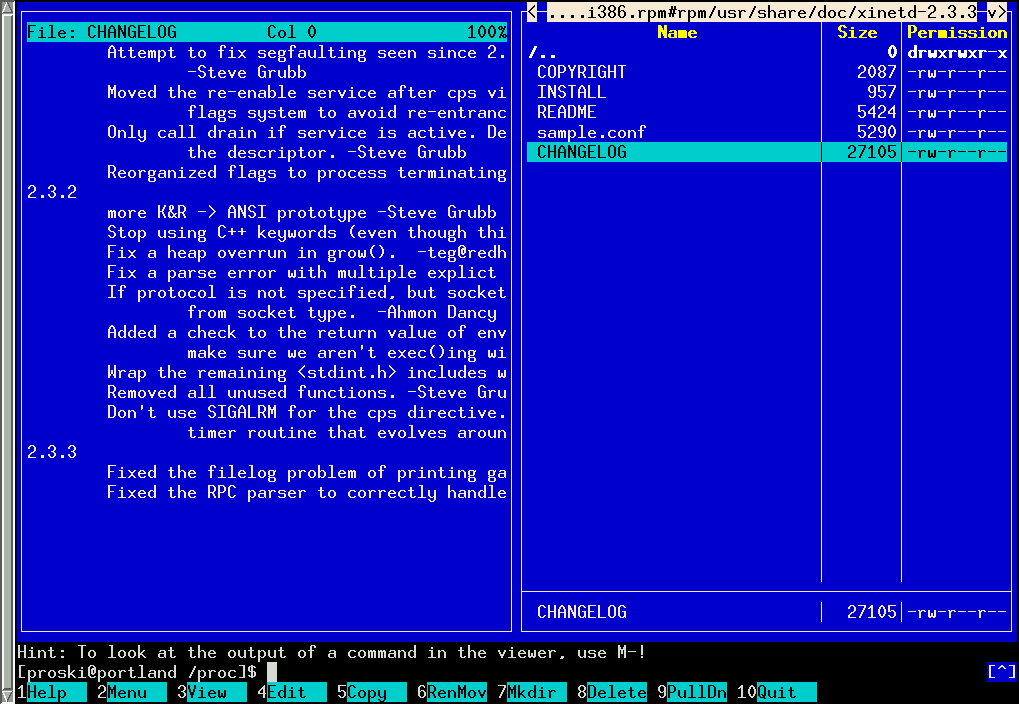 File: CHANGELOG Col 0 100%
Attempt to fix segfaulting seen since 2.
-Steve Grubb
Moved the re-enable service after cps vi
flags system to avoid re-entranc
Only call drain if service is active. De
the descriptor. -Steve Grubb
Reorganized flags to process terminating
2.3.2
more K&R -> ANSI prototype -Steve Grubb
Stop using C++ keywords (even though thi
Fix a heap overrun in grow().  -teg@redh
Fix a parse error with multiple explict
If protocol is not specified, but socket
from socket type.  -Ahmon Dancy
Added a check to the return value of env
make sure we aren't exec()ing wi
Wrap the remaining <stdint.h> includes w
Removed all unused functions. -Steve Gru
Don't use SIGALRM for the cps directive.
timer routine that evolves aroun
2.3.3
Fixed the filelog problem of printing ga
Fixed the RPC parser to correctly handle
< ....i386.rpm#rpm/usr/share/doc/xinetd-2.3.3 v>
Name Size Permission
/.. 0 drwxrwxr-x
COPYRIGHT 2087 -rw-r--r--
INSTALL 957 -rw-r--r--
README 5424 -rw-r--r--
sample.conf 5290 -rw-r--r--
CHANGELOG 27105 -rw-r--r--
CHANGELOG 27105 -rw-r--r--
Hint: To look at the output of a command in the viewer, use M-!
[proski@portland /proc]$ [^]
1Help 2Menu 3View 4Edit 5Copy 6RenMov 7Mkdir 8Delete 9PullDn 10Quit